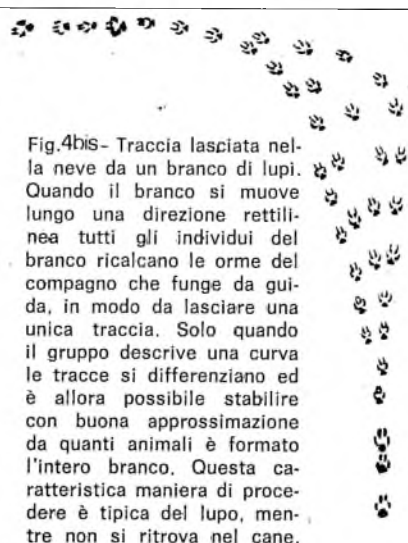 Fig.4bis- Traccia lasciata nel-
la neve da un branco di lupi.
Quando il branco si muove
lungo una direzione rettili-
nea tutti gli individui del
branco ricalcano le orme del
compagno che funge da gui-
da, in modo da lasciare una
unica traccia. Solo quando
il gruppo descrive una curva
le tracce si differenziano ed
è allora possibile stabilire
con buona approssimazione
da quanti animali è formato
l'intero branco. Questa ca-
ratteristica maniera di proce-
dere è tipica del lupo, men-
tre non si ritrova nel cane.